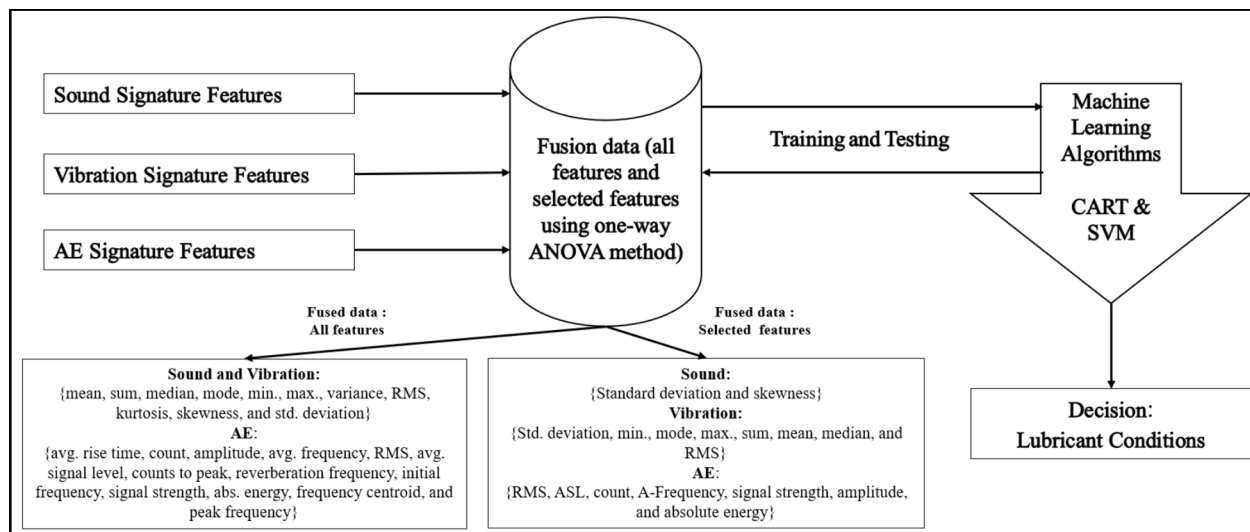 Sound Signature Features
Vibration Signature Features
AE Signature Features
Fusion data (all
features and
selected features
using one-way
ANOVA method)
Training and Testing
Machine
Learning
Algorithms
CART &
SVM
Fused data :
All features
Fused data :
Selected features
Sound and Vibration:
{mean, sum, median, mode, min., max., variance, RMS,
kurtosis, skewness, and std. deviation}
AE:
{avg. rise time, count, amplitude, avg. frequency, RMS, avg.
signal level, counts to peak, reverberation frequency, initial
frequency, signal strength, abs. energy, frequency centroid, and
peak frequency}
Sound:
{Standard deviation and skewness}
Vibration:
{Std. deviation, min., mode, max., sum, mean, median, and
RMS}
AE:
{RMS, ASL, count, A-Frequency, signal strength, amplitude,
and absolute energy}
Decision:
Lubricant Conditions